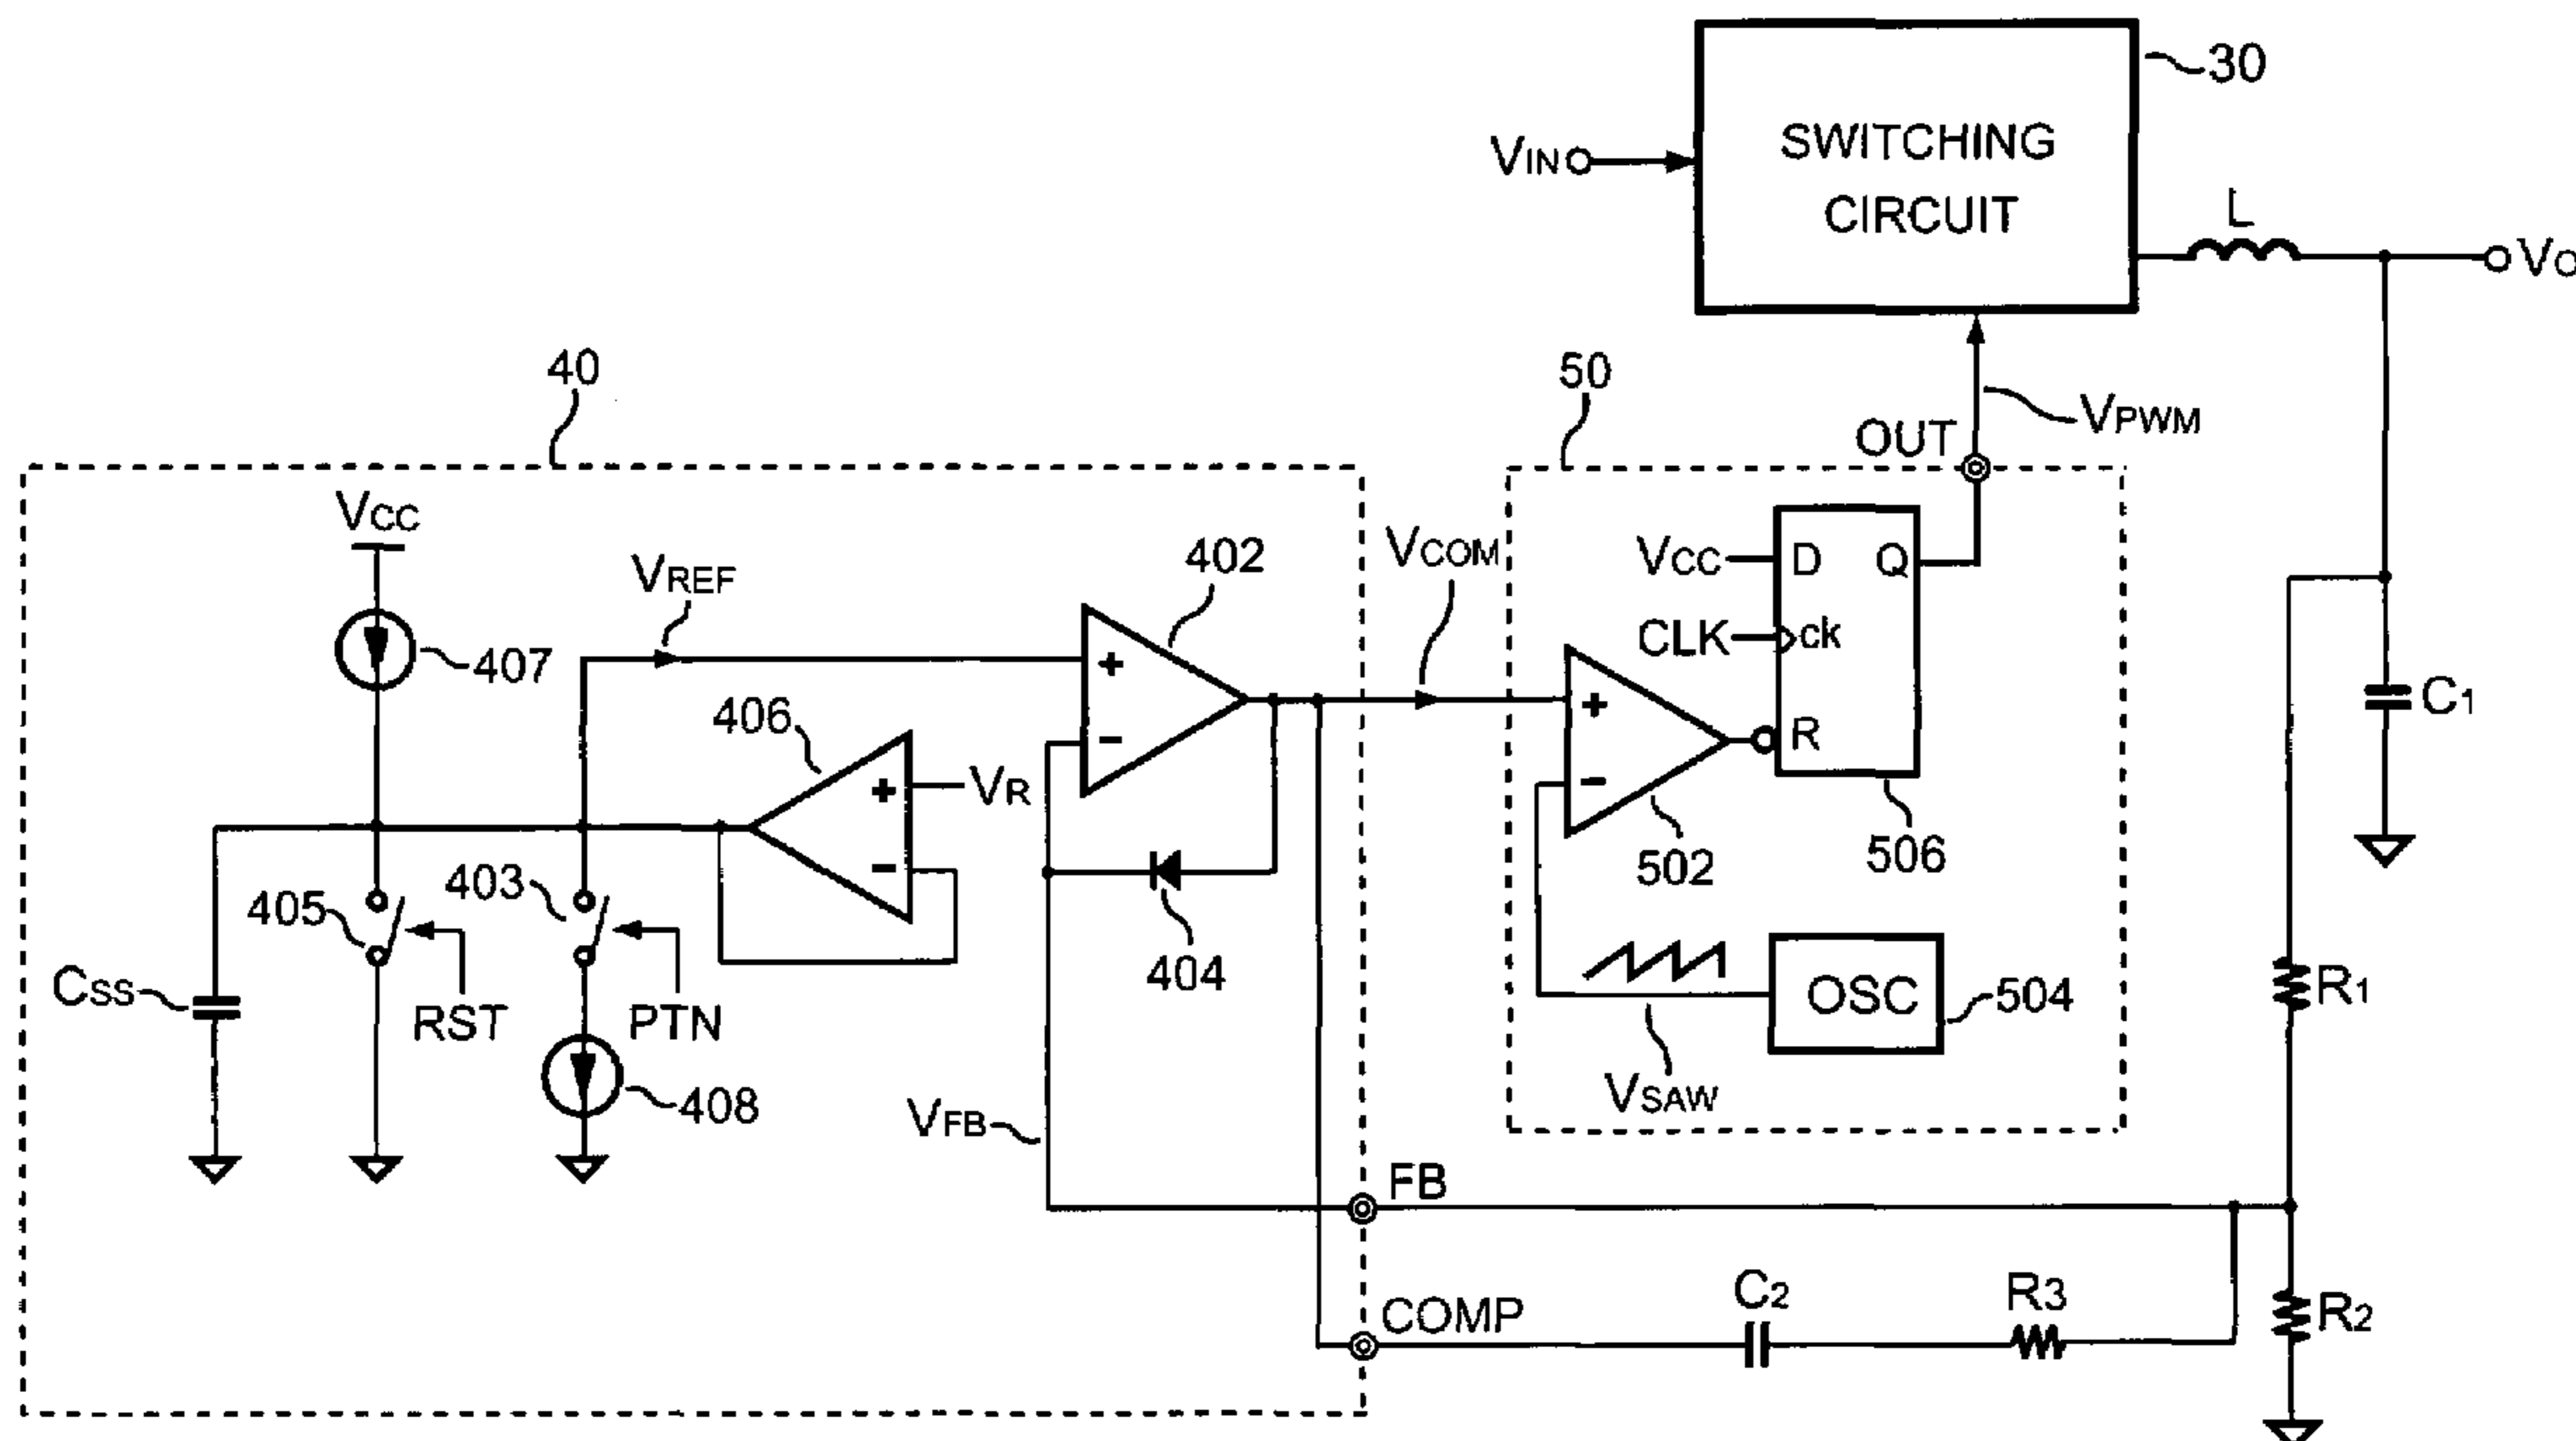 30
VIN
SWITCHING
CIRCUIT
L
VO
40
50
VPWM
OUT
VCC
VREF
402
VCOM
VCC
D
Q
CLK
ck
407
406
VR
C1
R
403
405
404
502
506
CSS
RST
PTN
OSC
504
R1
408
VFB
VSAW
FB
COMP
C2
R3
R2